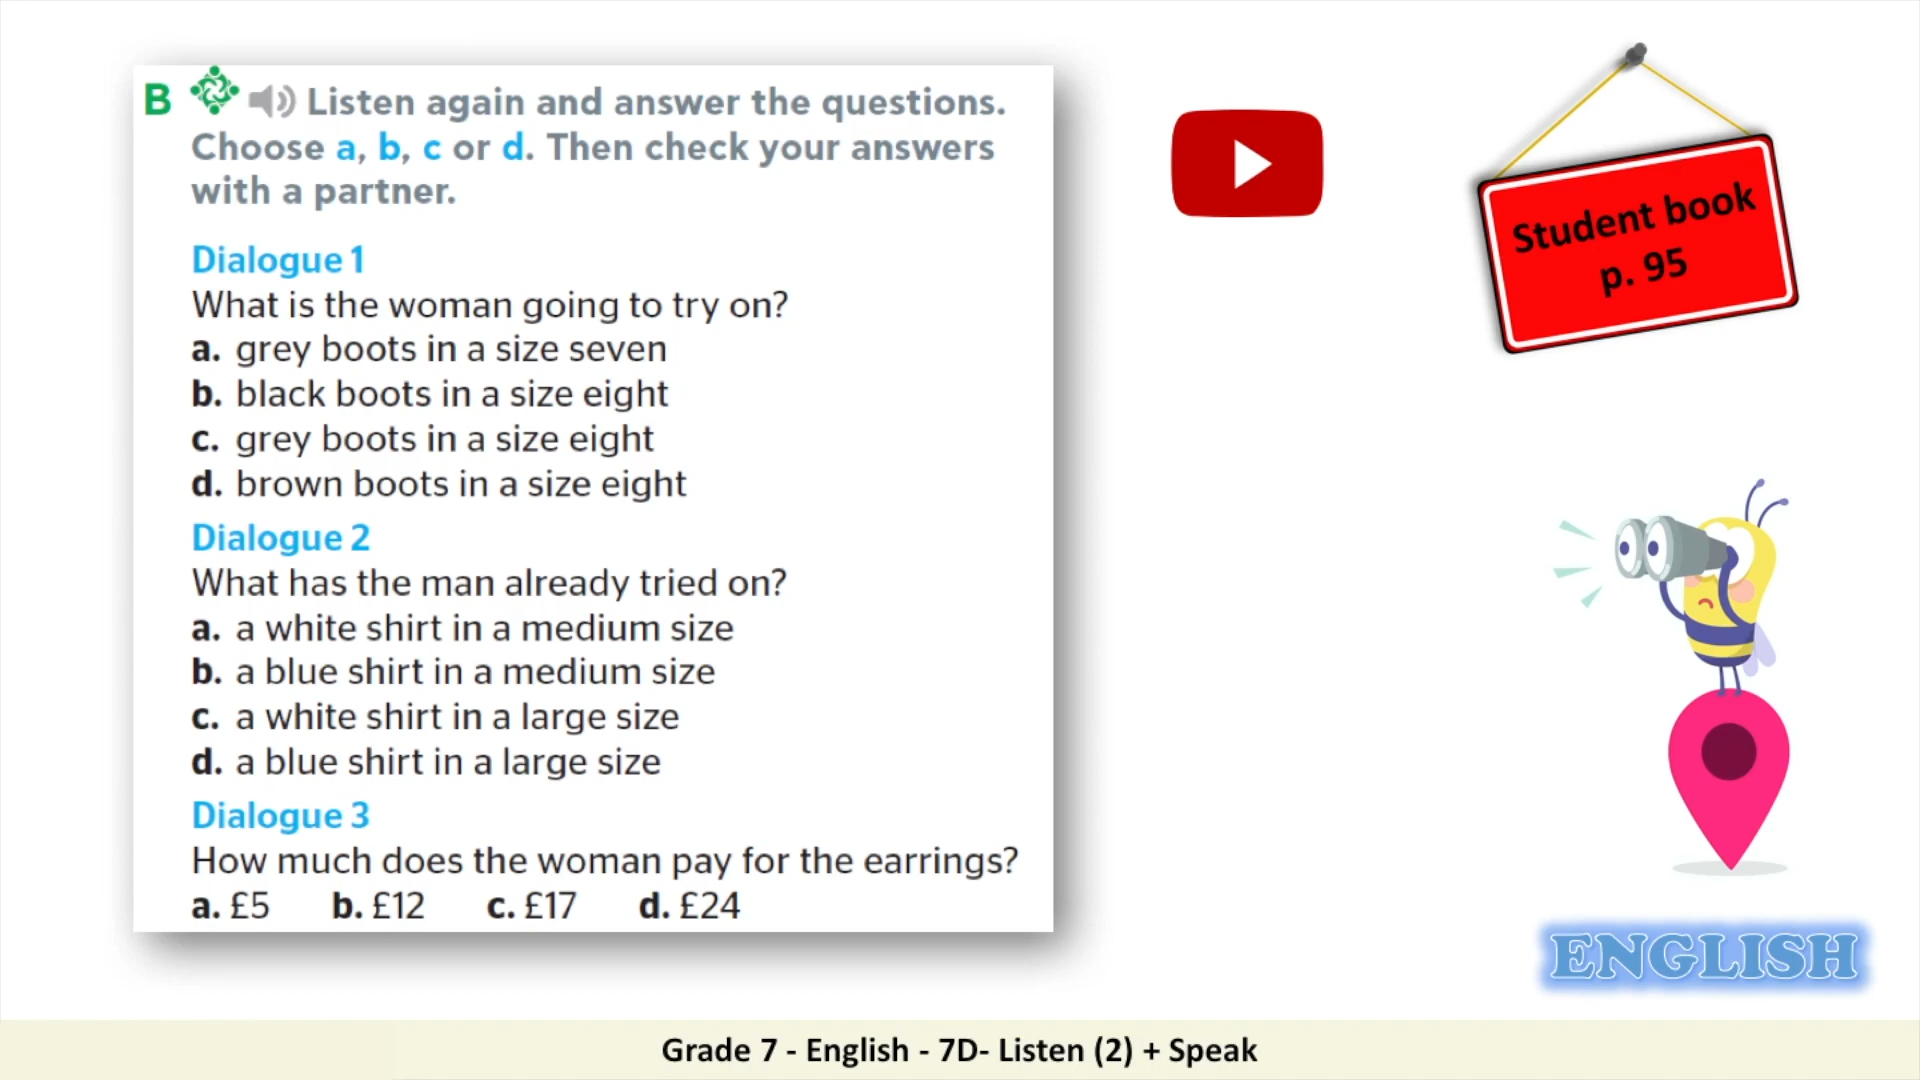 B Listen again and answer the questions.
Choose a, b, c or d. Then check your answers
with a partner.
Dialogue 1
What is the woman going to try on?
a. grey boots in a size seven
b. black boots in a size eight
c. grey boots in a size eight
d. brown boots in a size eight
Dialogue 2
What has the man already tried on?
a. a white shirt in a medium size
b. a blue shirt in a medium size
c. a white shirt in a large size
d. a blue shirt in a large size
Dialogue 3
How much does the woman pay for the earrings?
a. £5 b. £12 c. £17 d. £24
Student book
p. 95
ENGLISH
Grade 7 - English - 7D- Listen (2) + Speak